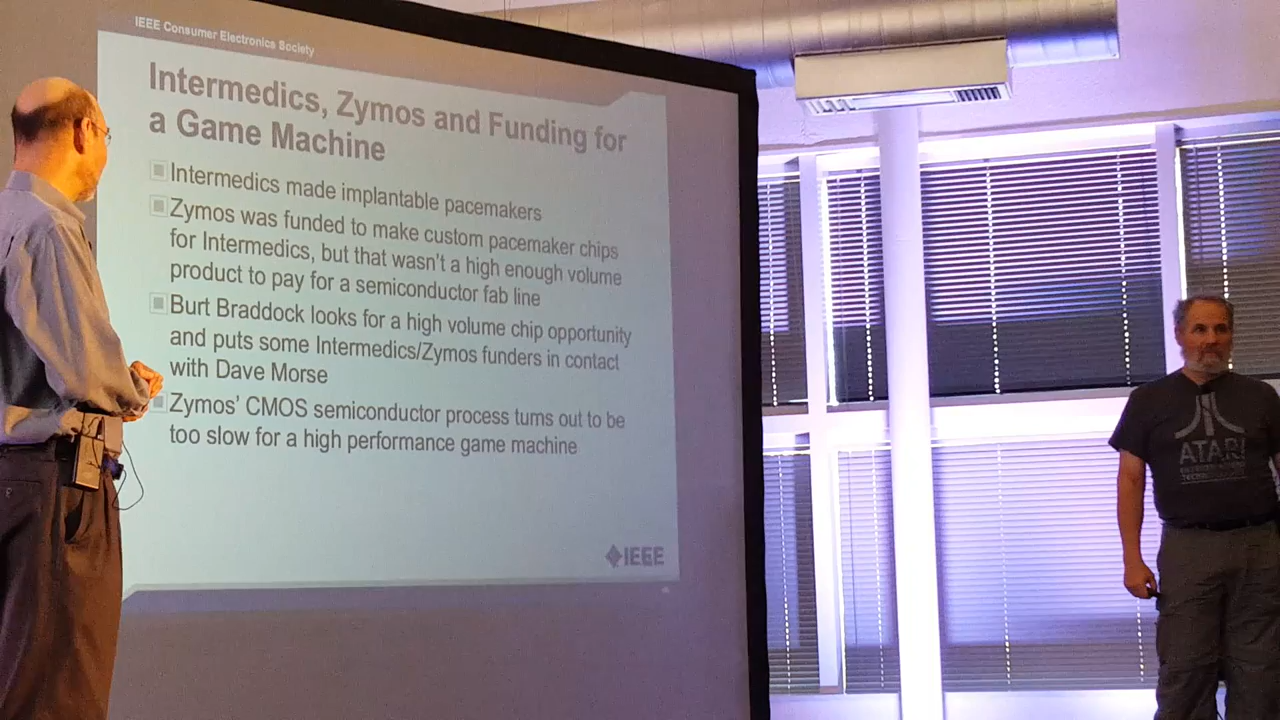 IEEE Consumer Electronics Society
Intermedics, Zymos and Funding for
a Game Machine
Intermedics made implantable pacemakers
Zymos was funded to make custom pacemaker chips
for Intermedics, but that wasn't a high enough volume
product to pay for a semiconductor fab line
Burt Braddock looks for a high volume chip opportunity
and puts some Intermedics/Zymos funders in contact
with Dave Morse
Zymos' CMOS semiconductor process turns out to be
too slow for a high performance game machine
IEEE
ATARI